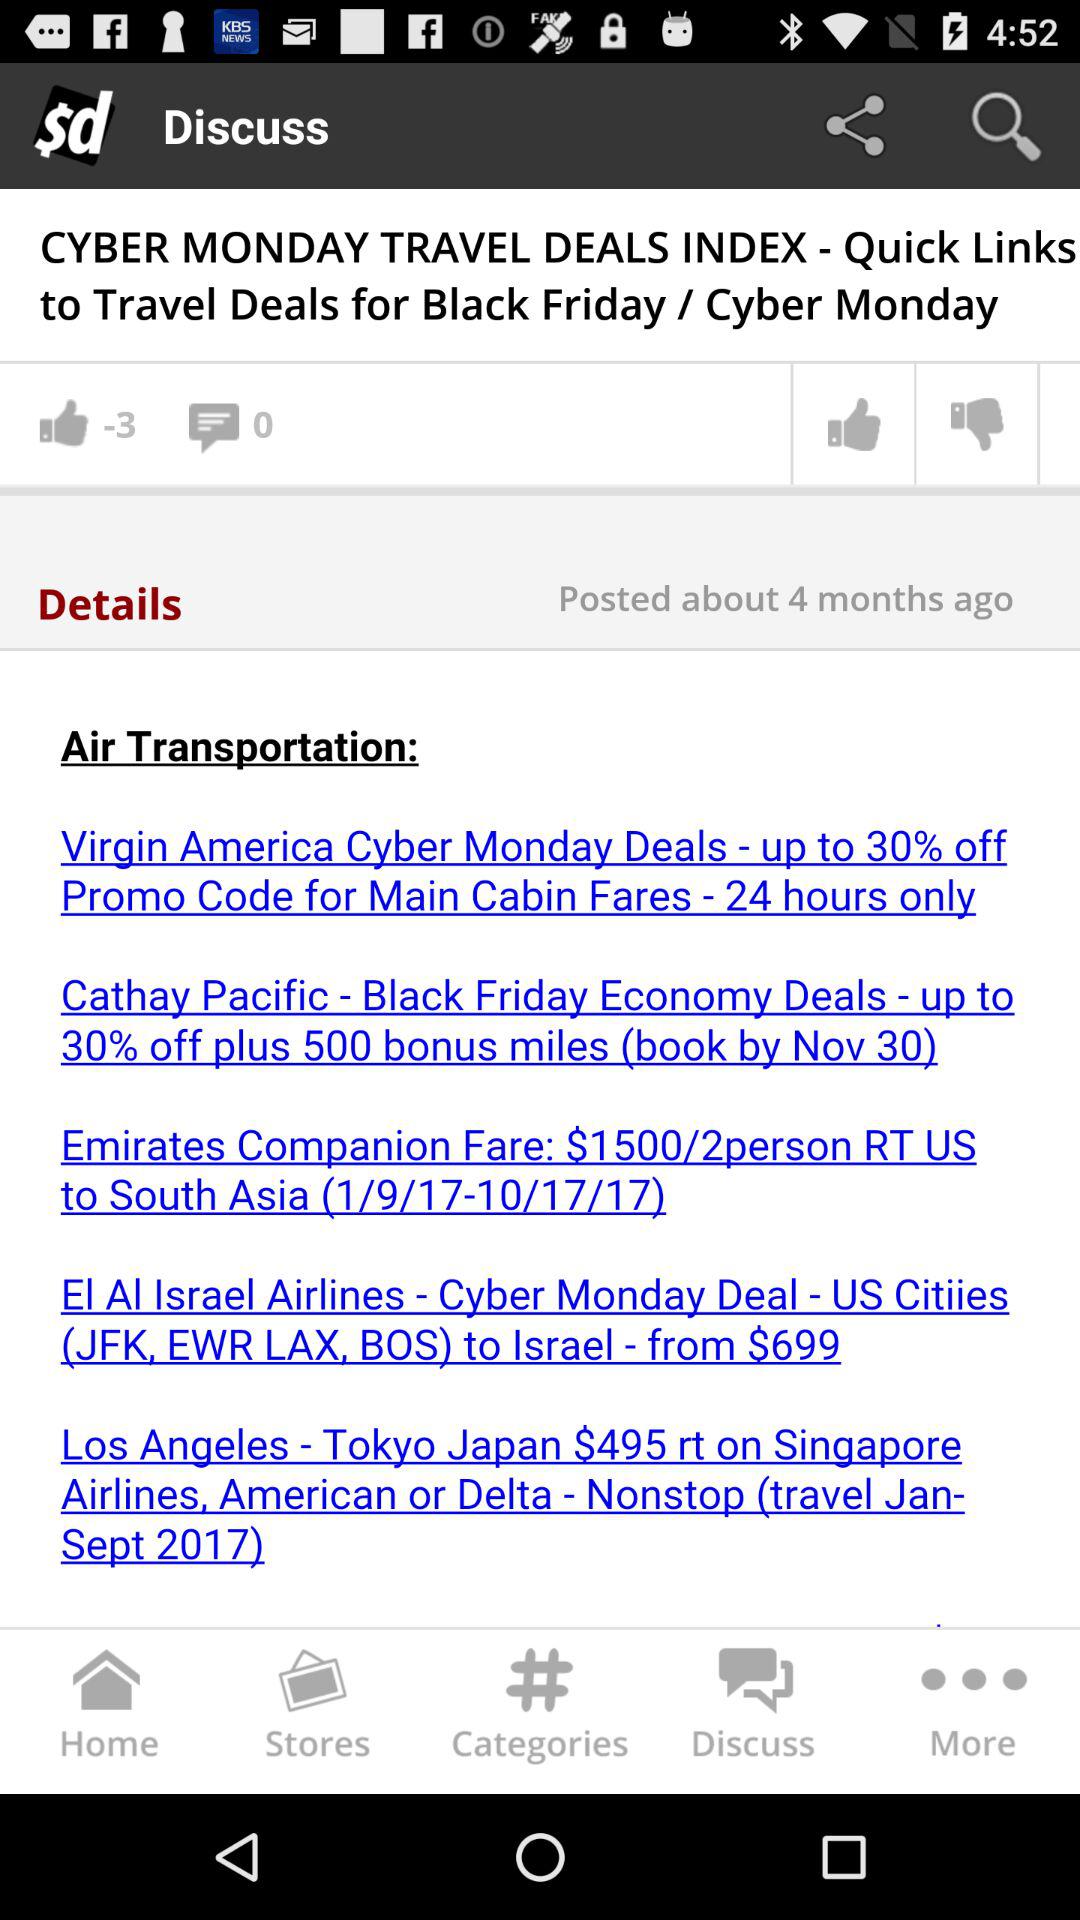 KBS
NEWS
FAKE
4:52
$d
Discuss
CYBER MONDAY TRAVEL DEALS INDEX - Quick Links
to Travel Deals for Black Friday / Cyber Monday
-3
0
Details
Posted about 4 months ago
Air Transportation:
Virgin America Cyber Monday Deals - up to 30% off
Promo Code for Main Cabin Fares - 24 hours only
Cathay Pacific - Black Friday Economy Deals - up to
30% off plus 500 bonus miles (book by Nov 30)
Emirates Companion Fare: $1500/2person RT US
to South Asia (1/9/17-10/17/17)
El Al Israel Airlines - Cyber Monday Deal - US Citiies
(JFK, EWR LAX, BOS) to Israel - from $699
Los Angeles - Tokyo Japan $495 rt on Singapore
Airlines, American or Delta - Nonstop (travel Jan-
Sept 2017)
Home
Stores
Categories
Discuss
More